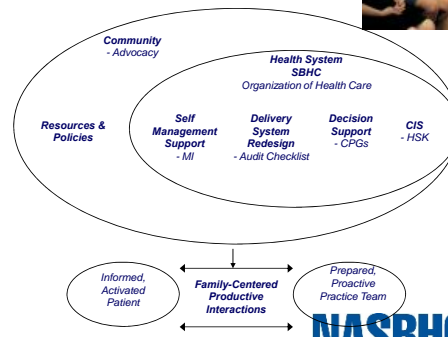 Community
- Advocacy
Health System
SBHC
Organization of Health Care
Resources &
Policies
Self
Management
Support
- MI
Delivery
System
Redesign
- Audit Checklist
Decision
Support
- CPGs
CIS
- HSK
Informed,
Activated
Patient
Family-Centered
Productive
Interactions
Prepared,
Proactive
Practice Team
NASBHC